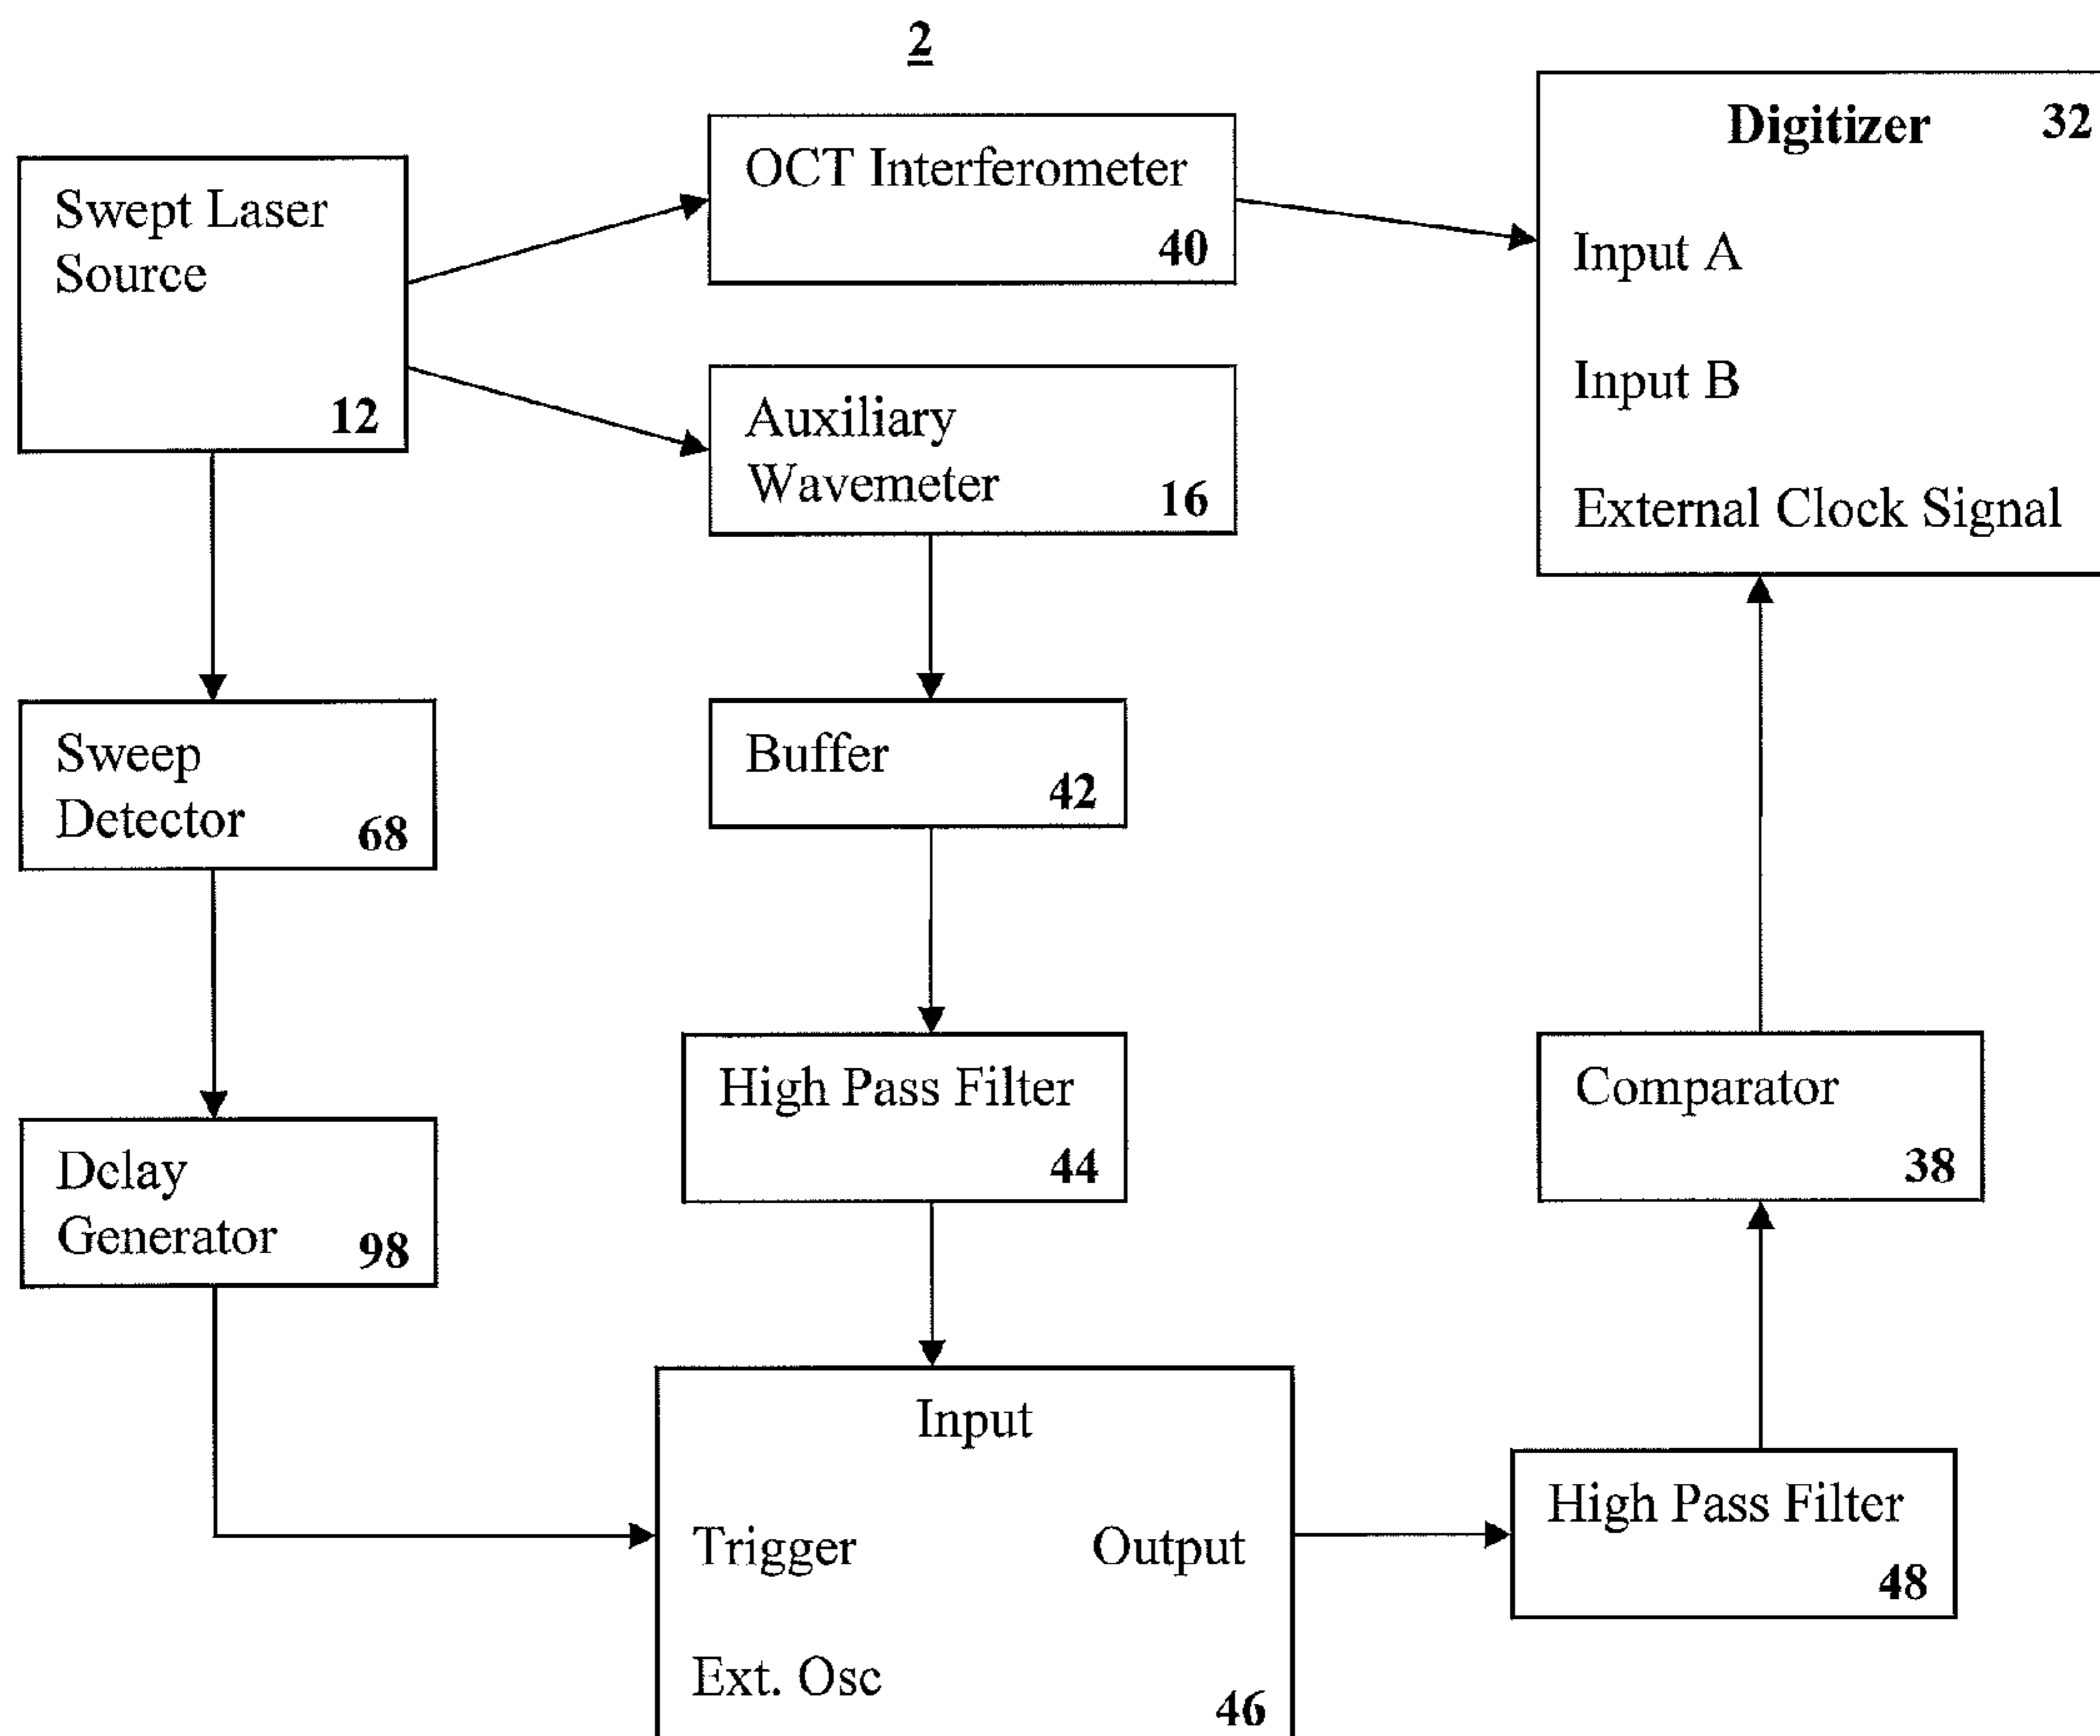 2
Swept Laser
Source
12
OCT Interferometer
40
Digitizer 32
Input A
Input B
External Clock Signal
Auxiliary
Wavemeter 16
Sweep
Detector 68
Buffer
42
Delay
Generator 98
High Pass Filter
44
Comparator
38
Input
Trigger Output
Ext. Osc
46
High Pass Filter
48